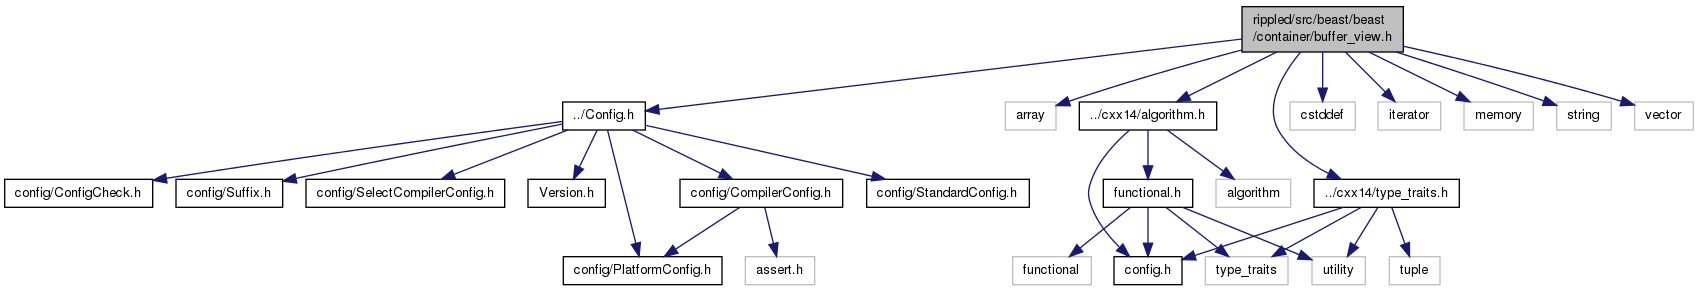 rippled/src/beast/beast
/container/buffer_view.h
../Config.h
array
../cxx14/algorithm.h
cstddef
iterator
memory
string
vector
config/ConfigCheck.h
config/Suffix.h
config/SelectCompilerConfig.h
Version.h
config/CompilerConfig.h
config/StandardConfig.h
functional.h
algorithm
../cxx14/type_traits.h
config/PlatformConfig.h
assert.h
functional
config.h
type_traits
utility
tuple